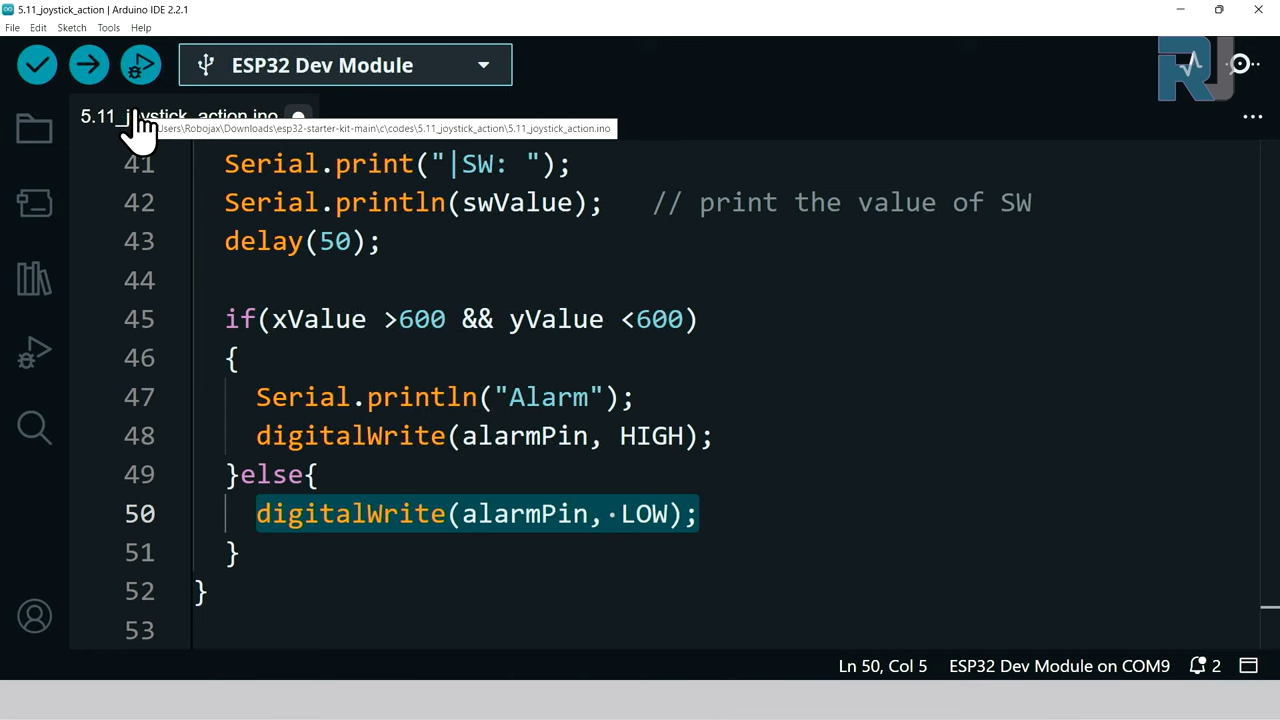 5.11_joystick_action | Arduino IDE 2.2.1
File Edit Sketch Tools Help
ESP32 Dev Module
RJ
5.11_joystick_action.ino
Users\Robojax\Downloads\esp32-starter-kit-main\c\codes\5.11_joystick_action\5.11_joystick_action.ino
41 Serial.print("|SW: ");
42 Serial.println(swValue); // print the value of SW
43 delay(50);
44
45 if(xValue >600 && yValue <600)
46 {
47 Serial.println("Alarm");
48 digitalWrite(alarmPin, HIGH);
49 }else{
50 digitalWrite(alarmPin, LOW);
51 }
52 }
53
Ln 50, Col 5 ESP32 Dev Module on COM9 2